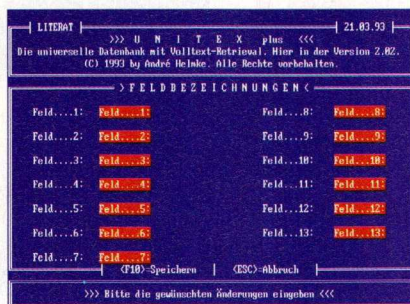 LITERAT 21.03.93
>>> U N I T E X plus <<<
Die universelle Datenbank mit Volltext-Retrieval. Hier in der Version 2.02.
(C) 1993 by André Helmke. Alle Rechte vorbehalten.
>FELDBEZEICHNUNGEN<
Feld....1: Feld....1: Feld....8: Feld....8:
Feld....2: Feld....2: Feld....9: Feld....9:
Feld....3: Feld....3: Feld...10: Feld...10:
Feld....4: Feld....4: Feld...11: Feld...11:
Feld....5: Feld....5: Feld...12: Feld...12:
Feld....6: Feld....6: Feld...13: Feld...13:
Feld....7: Feld....7:
<F10>=Speichern | <ESC>=Abbruch
>>> Bitte die gewünschten Änderungen eingeben <<<